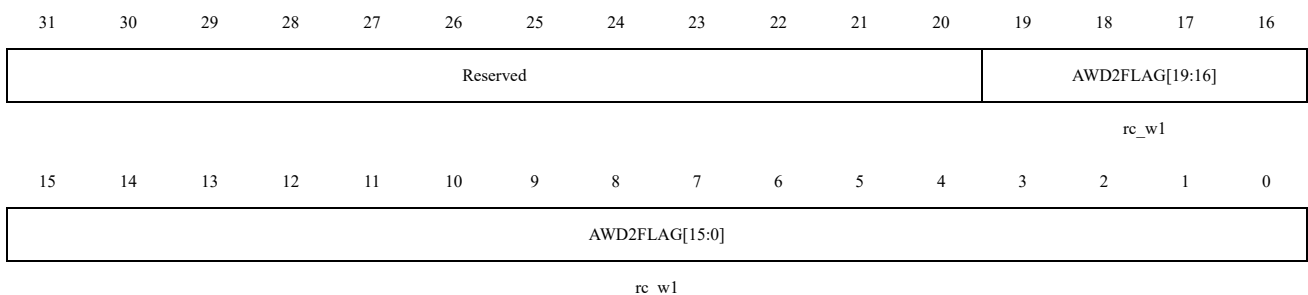 31 30 29 28 27 26 25 24 23 22 21 20 19 18 17 16
Reserved AWD2FLAG[19:16]
rc_w1
15 14 13 12 11 10 9 8 7 6 5 4 3 2 1 0
AWD2FLAG[15:0]
rc_w1